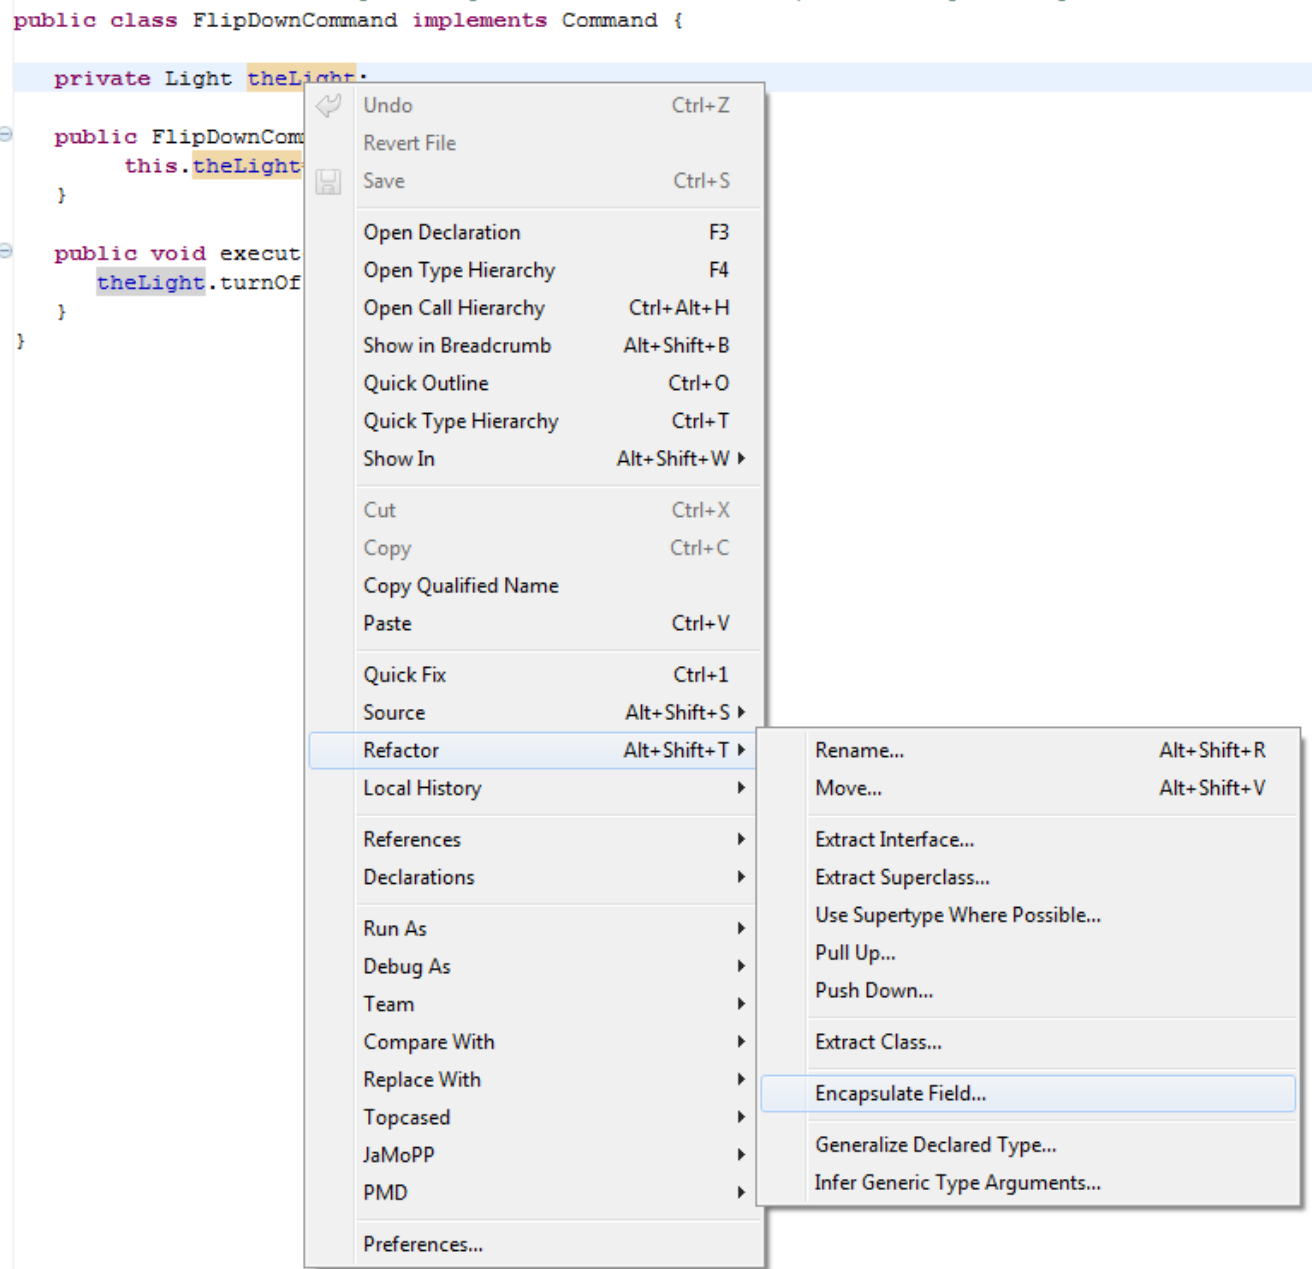 public class FlipDownCommand implements Command {
private Light theLight;
public FlipDownCom
this.theLight
}
public void execut
theLight.turnOf
}
}
Undo Ctrl+Z
Revert File
Save Ctrl+S
Open Declaration F3
Open Type Hierarchy F4
Open Call Hierarchy Ctrl+Alt+H
Show in Breadcrumb Alt+Shift+B
Quick Outline Ctrl+O
Quick Type Hierarchy Ctrl+T
Show In Alt+Shift+W
Cut Ctrl+X
Copy Ctrl+C
Copy Qualified Name
Paste Ctrl+V
Quick Fix Ctrl+1
Source Alt+Shift+S
Refactor Alt+Shift+T
Local History
References
Declarations
Run As
Debug As
Team
Compare With
Replace With
Topcased
JaMoPP
PMD
Preferences...
Rename... Alt+Shift+R
Move... Alt+Shift+V
Extract Interface...
Extract Superclass...
Use Supertype Where Possible...
Pull Up...
Push Down...
Extract Class...
Encapsulate Field...
Generalize Declared Type...
Infer Generic Type Arguments...